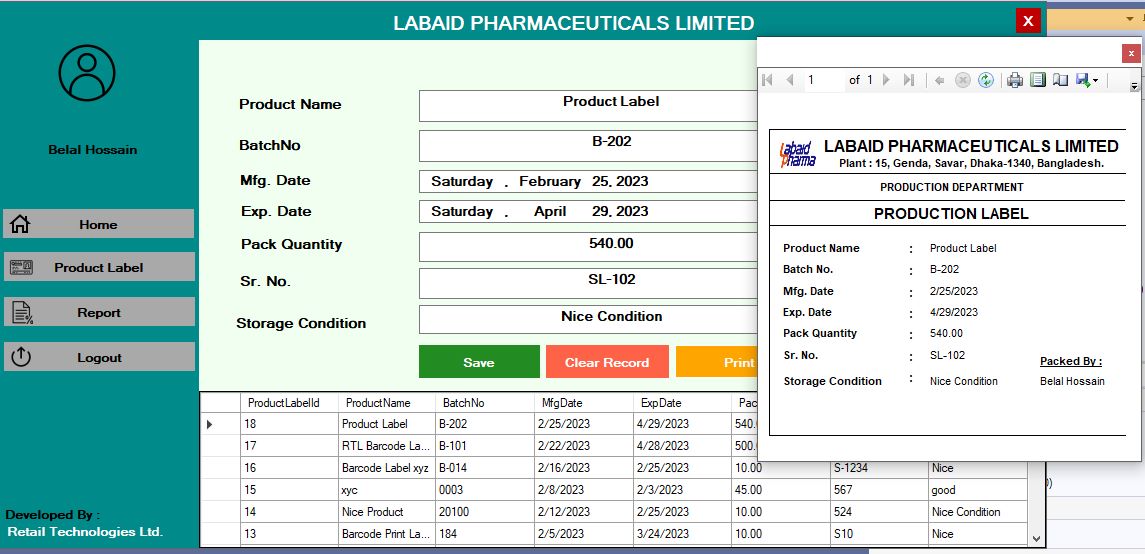 LABAID PHARMACEUTICALS LIMITED
X
Belal Hossain
Home
Product Label
Report
Logout
Developed By :
Retail Technologies Ltd.
Product Name Product Label
BatchNo B-202
Mfg. Date Saturday , February 25, 2023
Exp. Date Saturday , April 29, 2023
Pack Quantity 540.00
Sr. No. SL-102
Storage Condition Nice Condition
Save Clear Record Print
ProductLabelId ProductName BatchNo MfgDate ExpDate Pac
18 Product Label B-202 2/25/2023 4/29/2023 540.
17 RTL Barcode La... B-101 2/22/2023 4/28/2023 500.
16 Barcode Label xyz B-014 2/16/2023 2/25/2023 10.00 S-1234 Nice
15 xyc 0003 2/8/2023 2/3/2023 45.00 567 good
14 Nice Product 20100 2/12/2023 2/25/2023 10.00 524 Nice Condition
13 Barcode Print La... 184 2/5/2023 3/24/2023 10.00 S10 Nice
x
1 of 1
Labaid Pharma
LABAID PHARMACEUTICALS LIMITED
Plant : 15, Genda, Savar, Dhaka-1340, Bangladesh.
PRODUCTION DEPARTMENT
PRODUCTION LABEL
Product Name : Product Label
Batch No. : B-202
Mfg. Date : 2/25/2023
Exp. Date : 4/29/2023
Pack Quantity : 540.00
Sr. No. : SL-102
Packed By :
Storage Condition : Nice Condition Belal Hossain